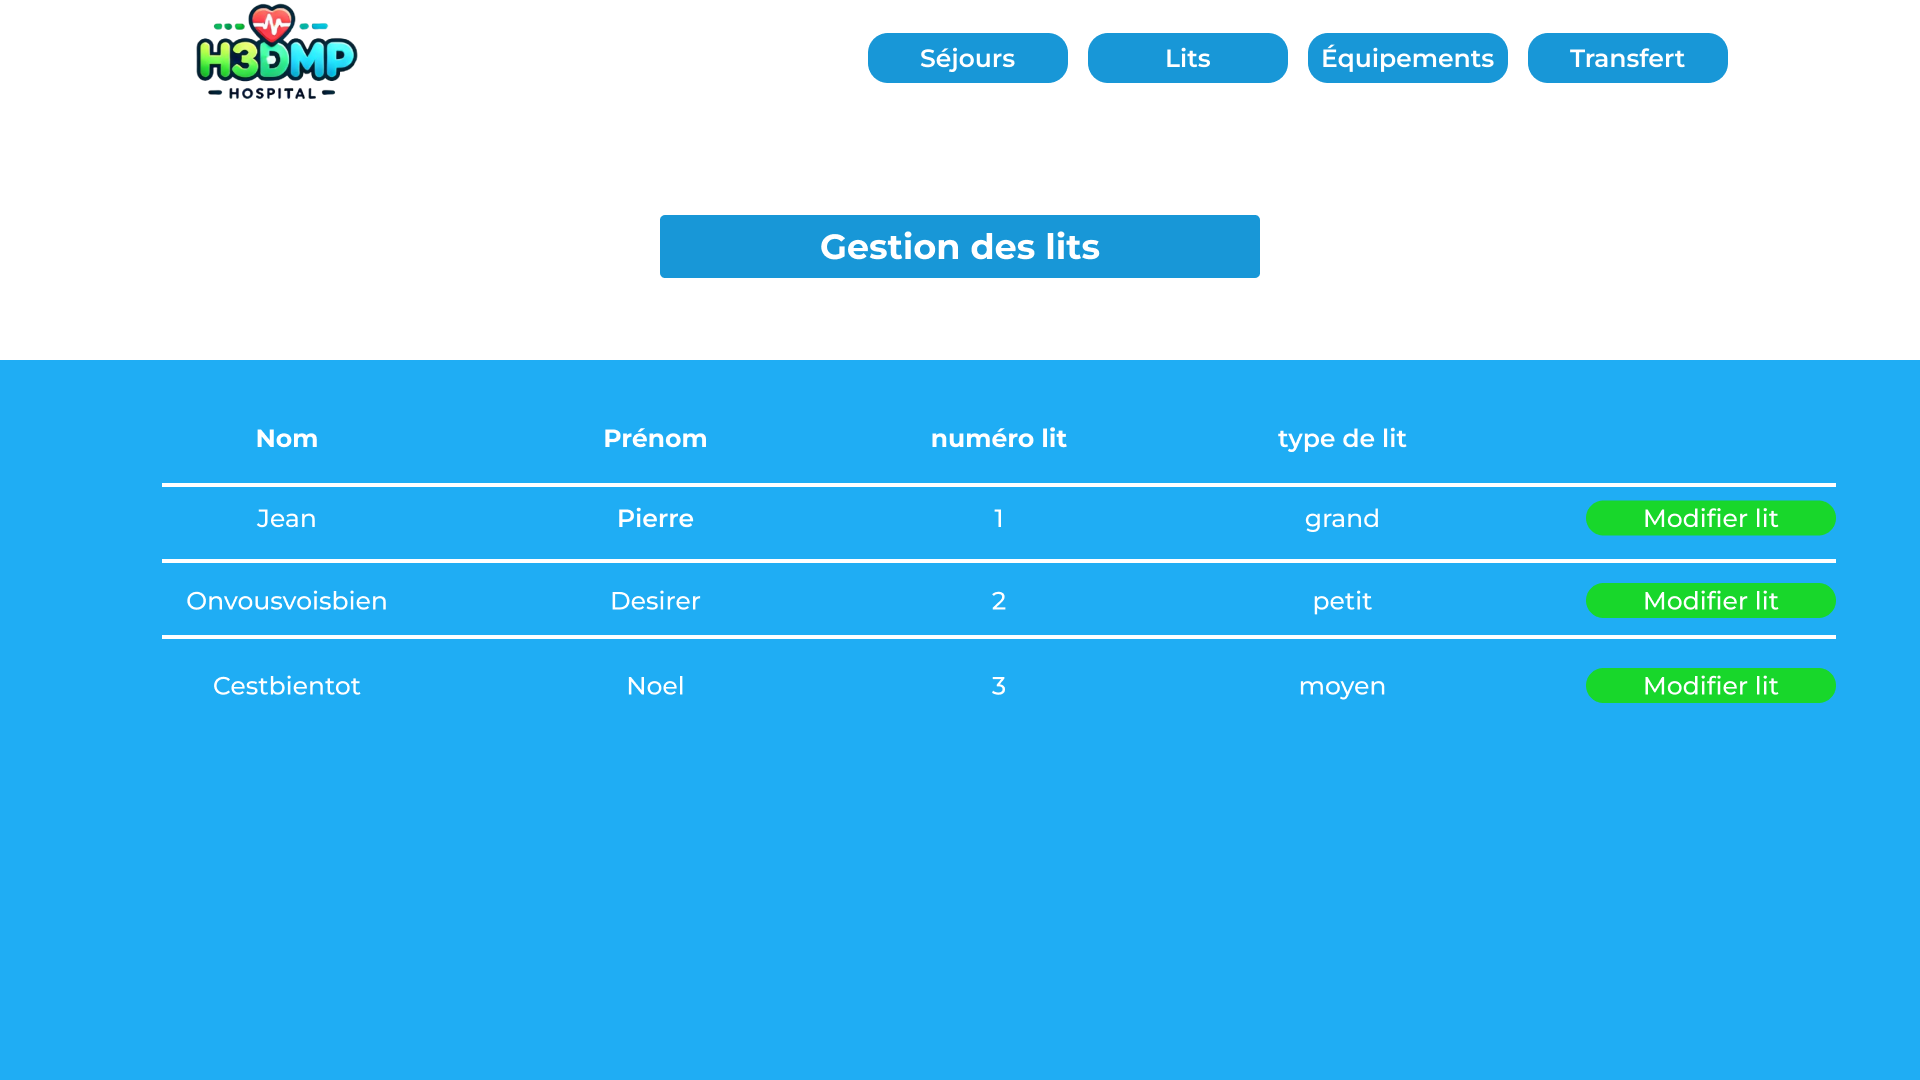 H3DMP
HOSPITAL
Séjours Lits Équipements Transfert
Gestion des lits
Nom Prénom numéro lit type de lit
Jean Pierre 1 grand Modifier lit
Onvousvoisbien Desirer 2 petit Modifier lit
Cestbientot Noel 3 moyen Modifier lit